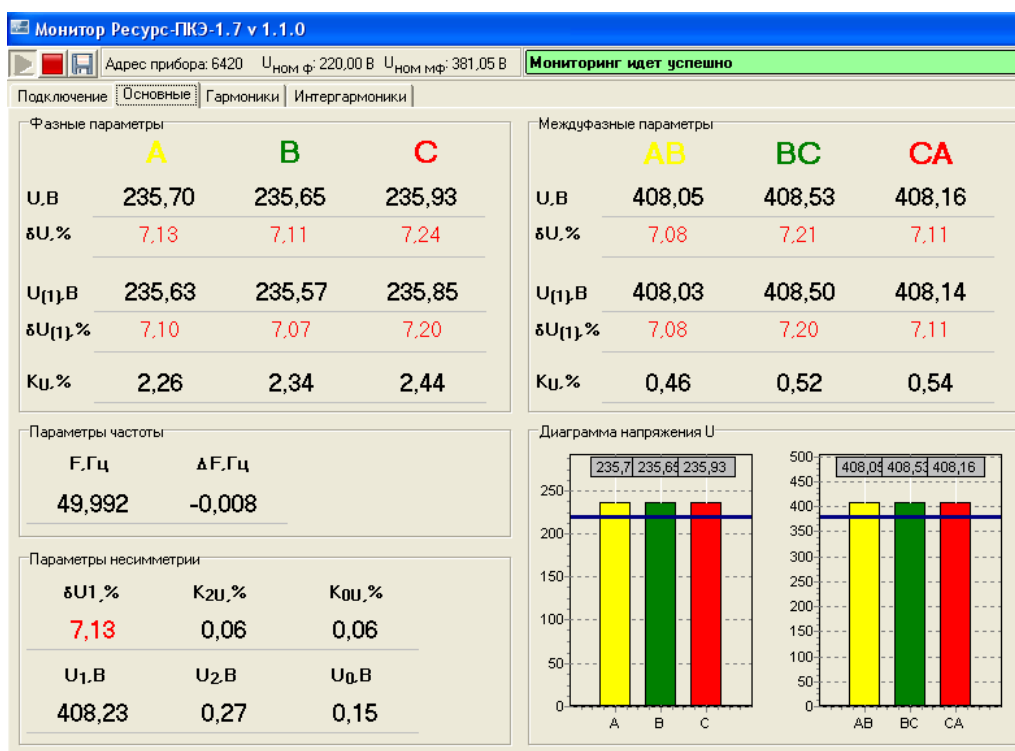 Монитор Ресурс-ПКЭ-1.7 v 1.1.0
Адрес прибора: 6420 Uном ф: 220,00 В Uном мф: 381,05 В Мониторинг идет успешно
Подключение Основные Гармоники Интергармоники
Фазные параметры
A B C
U,В 235,70 235,65 235,93
δU,% 7,13 7,11 7,24
U(1),В 235,63 235,57 235,85
δU(1),% 7,10 7,07 7,20
KU,% 2,26 2,34 2,44
Междуфазные параметры
AB BC CA
U,В 408,05 408,53 408,16
δU,% 7,08 7,21 7,11
U(1),В 408,03 408,50 408,14
δU(1),% 7,08 7,20 7,11
KU,% 0,46 0,52 0,54
Параметры частоты
F,Гц ΔF,Гц
49,992 -0,008
Параметры несимметрии
δU1,% K2U,% K0U,%
7,13 0,06 0,06
U1,В U2,В U0,В
408,23 0,27 0,15
Диаграмма напряжения U
235,7 235,65 235,93
250
200
150
100
50
0
A B C
408,05 408,53 408,16
500
450
400
350
300
250
200
150
100
50
0
AB BC CA